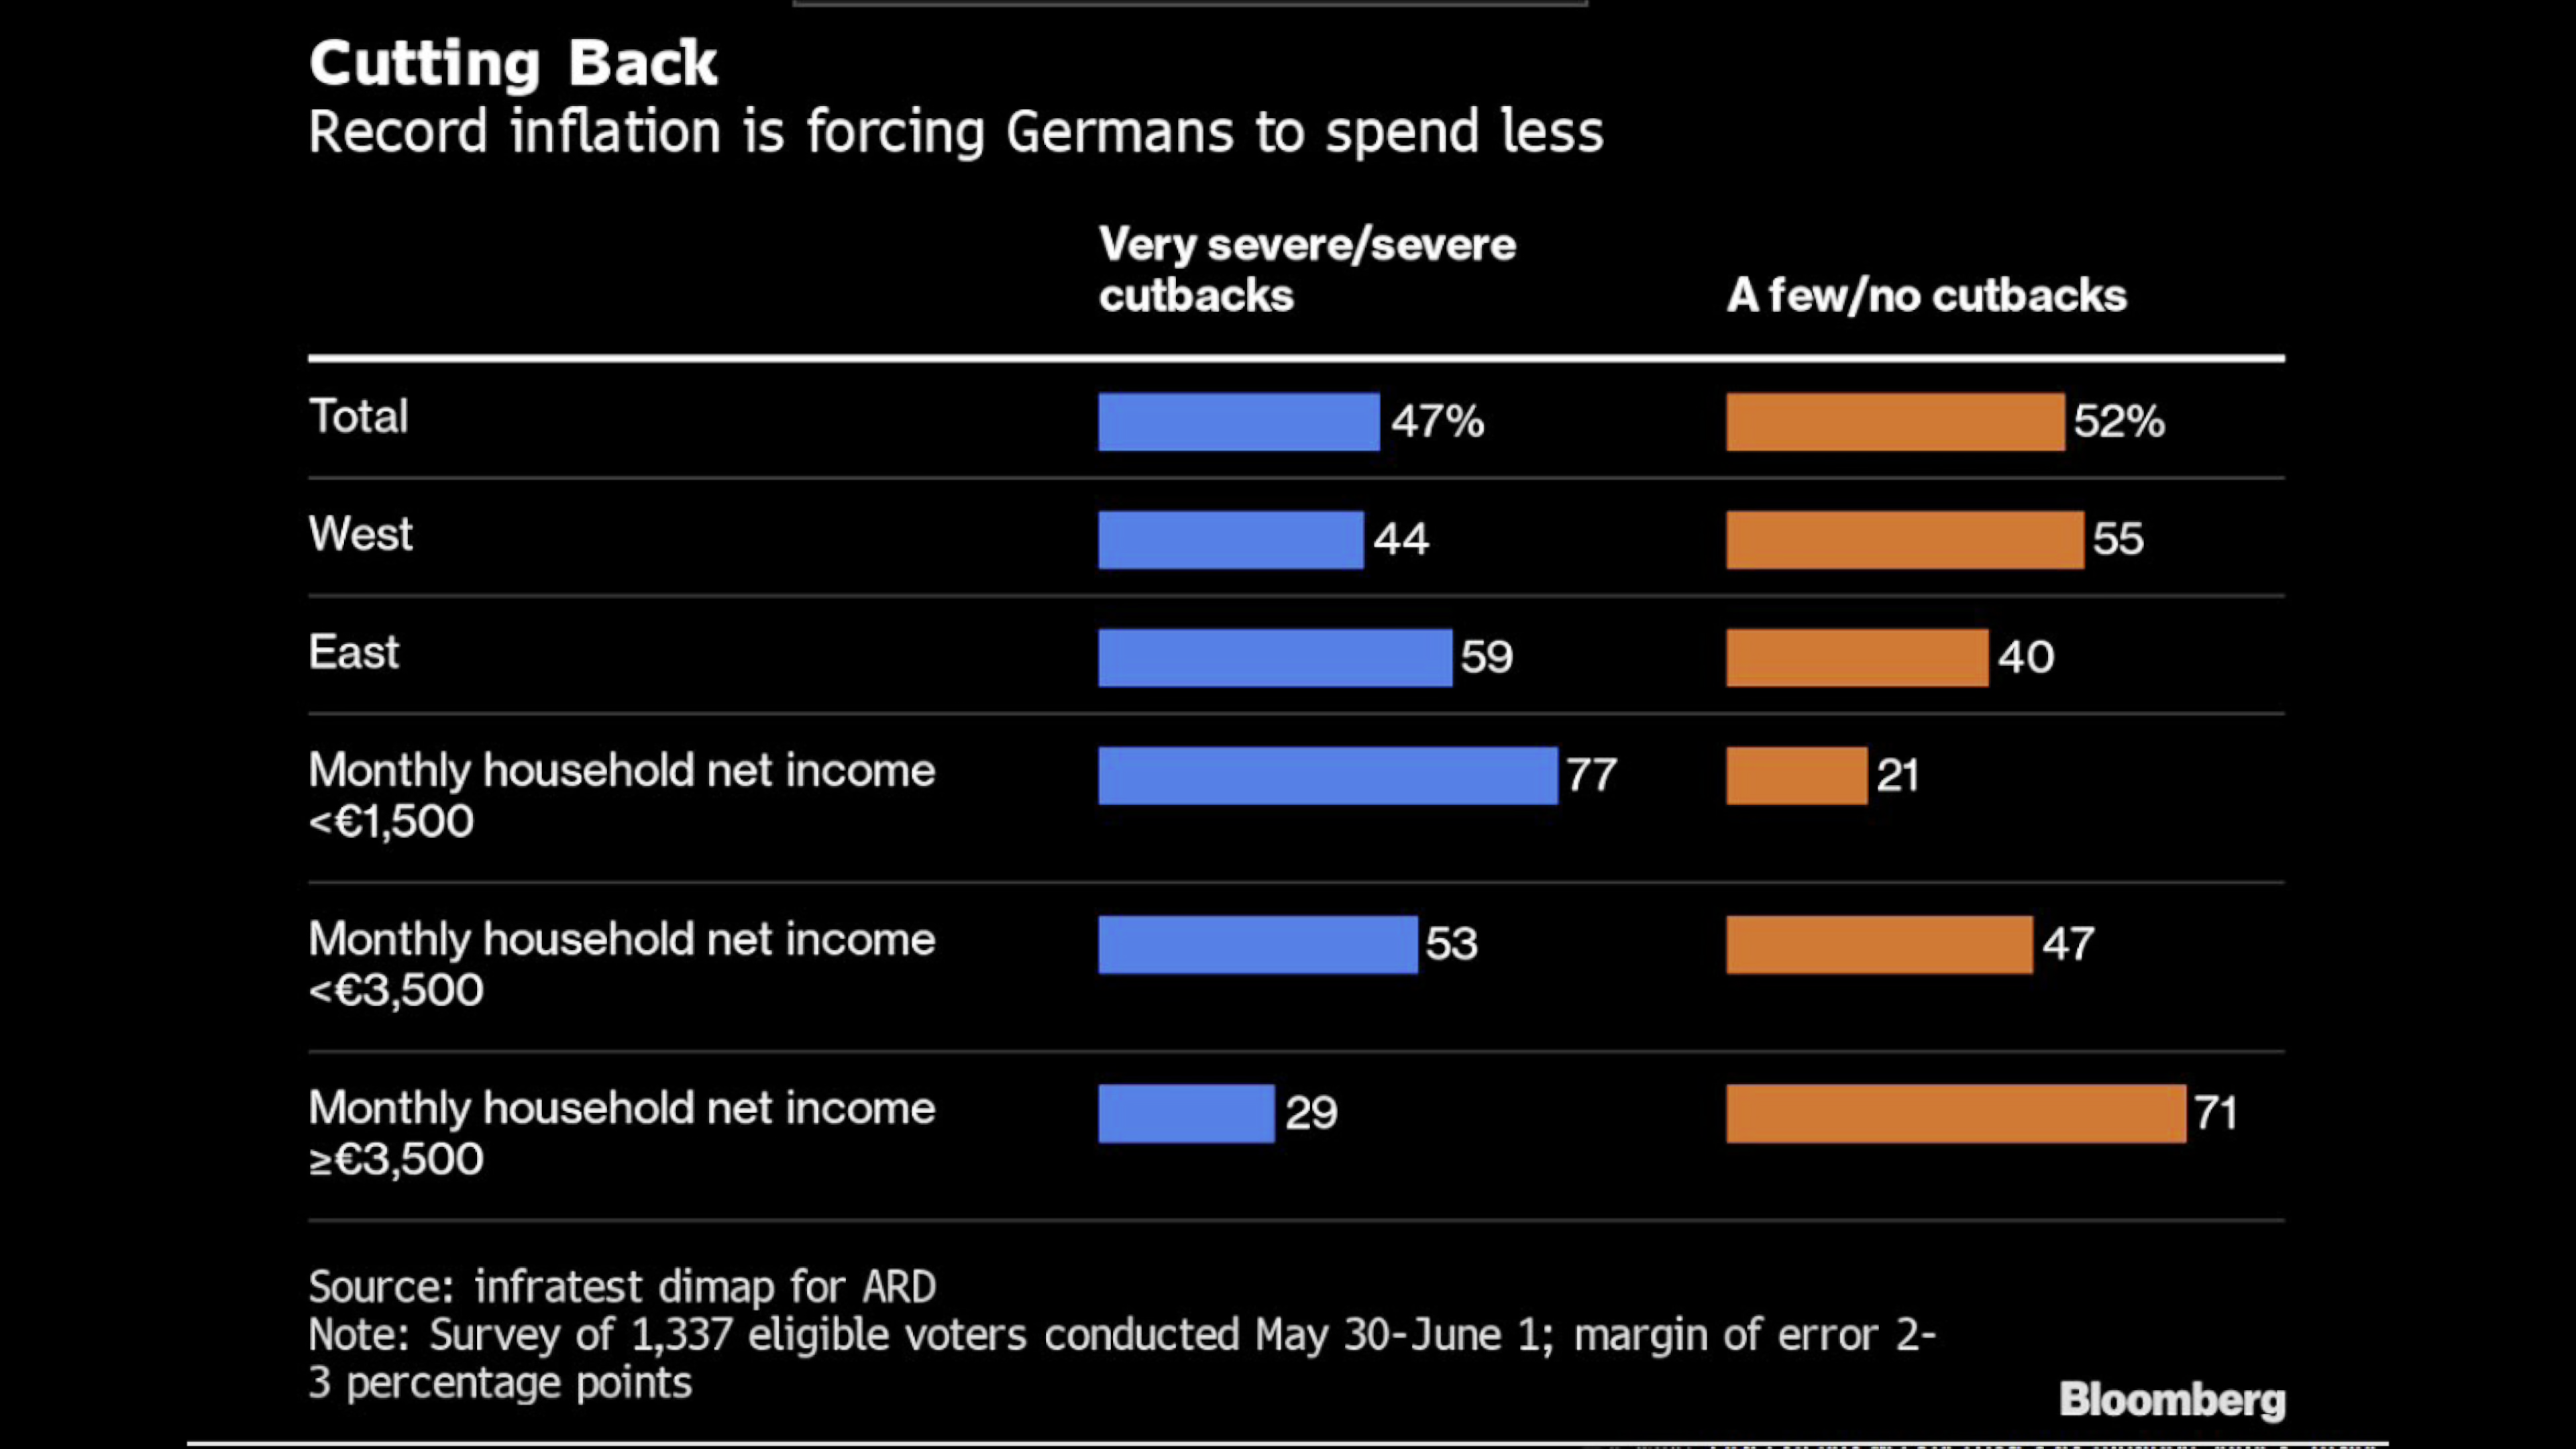 Cutting Back
Record inflation is forcing Germans to spend less
Very severe/severe
cutbacks
A few/no cutbacks
Total
47%
52%
West
44
55
East
59
40
Monthly household net income
<€1,500
77
21
Monthly household net income
<€3,500
53
47
Monthly household net income
≥€3,500
29
71
Source: infratest dimap for ARD
Note: Survey of 1,337 eligible voters conducted May 30-June 1; margin of error 2-
3 percentage points
Bloomberg